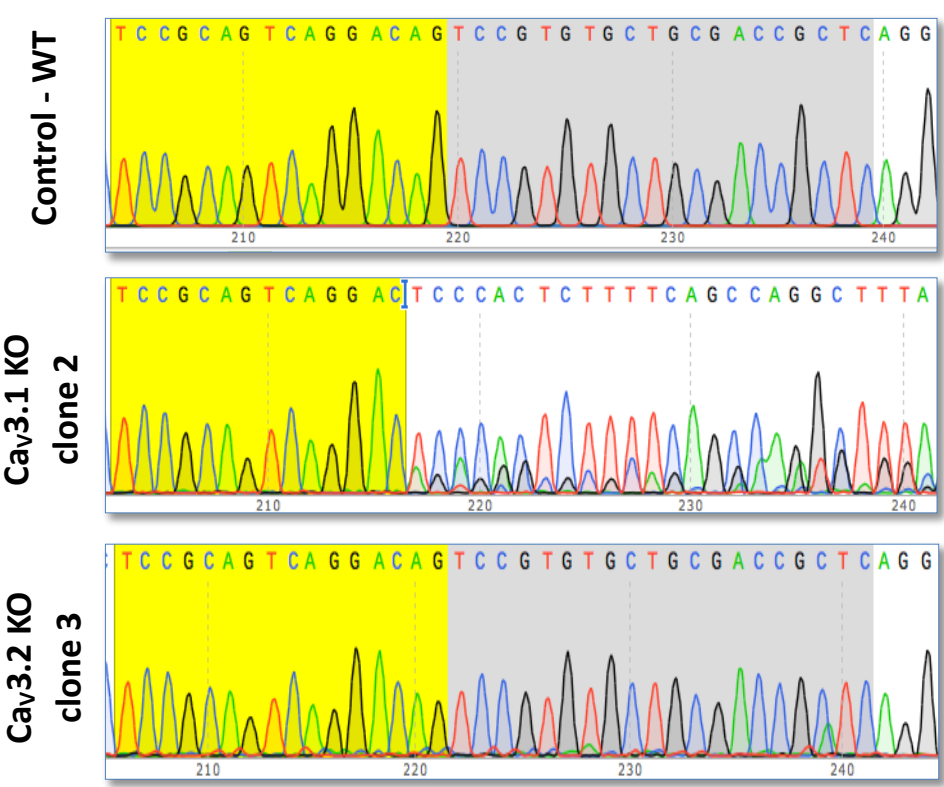 Control - WT
T C C G C A G T C A G G A C A G T C C G T G T G C T G C G A C C G C T C A G G
210 220 230 240
Cav3.1 KO
clone 2
T C C G C A G T C A G G A C T C C C A C T C T T T T C A G C C A G G C T T T A
210 220 230 240
Cav3.2 KO
clone 3
T C C G C A G T C A G G A C A G T C C G T G T G C T G C G A C C G C T C A G G
210 220 230 240